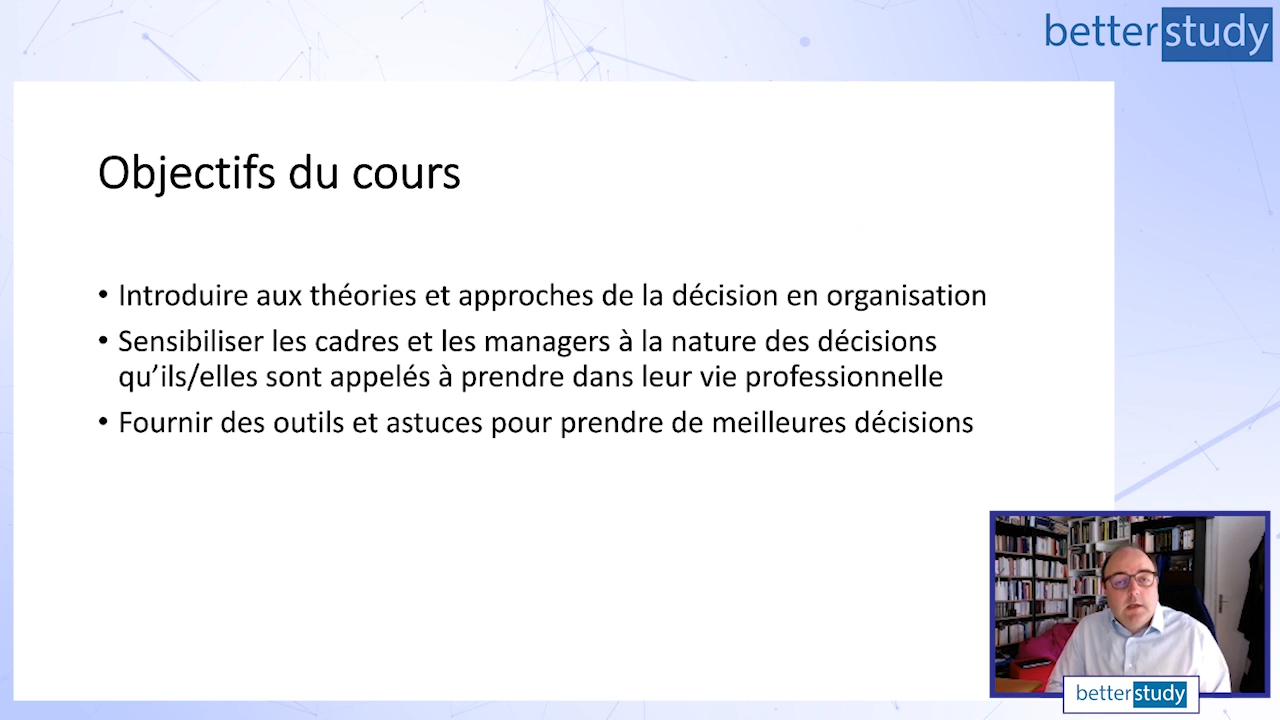 betterstudy
Objectifs du cours
• Introduire aux théories et approches de la décision en organisation
• Sensibiliser les cadres et les managers à la nature des décisions
qu’ils/elles sont appelés à prendre dans leur vie professionnelle
• Fournir des outils et astuces pour prendre de meilleures décisions
betterstudy